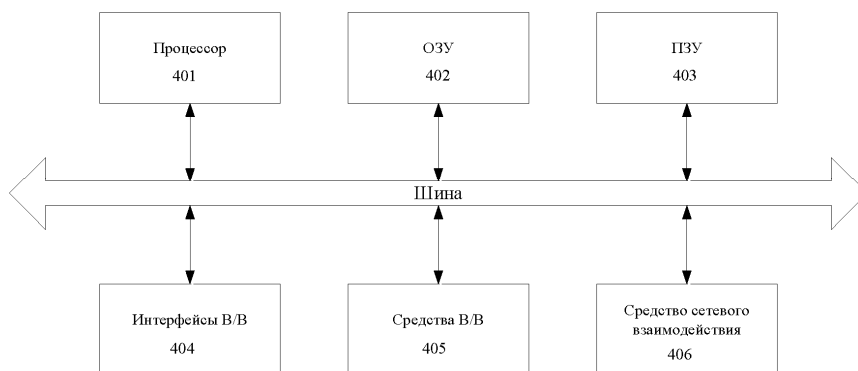 Процессор
401
ОЗУ
402
ПЗУ
403
Шина
Интерфейсы В/В
404
Средства В/В
405
Средство сетевого
взаимодействия
406